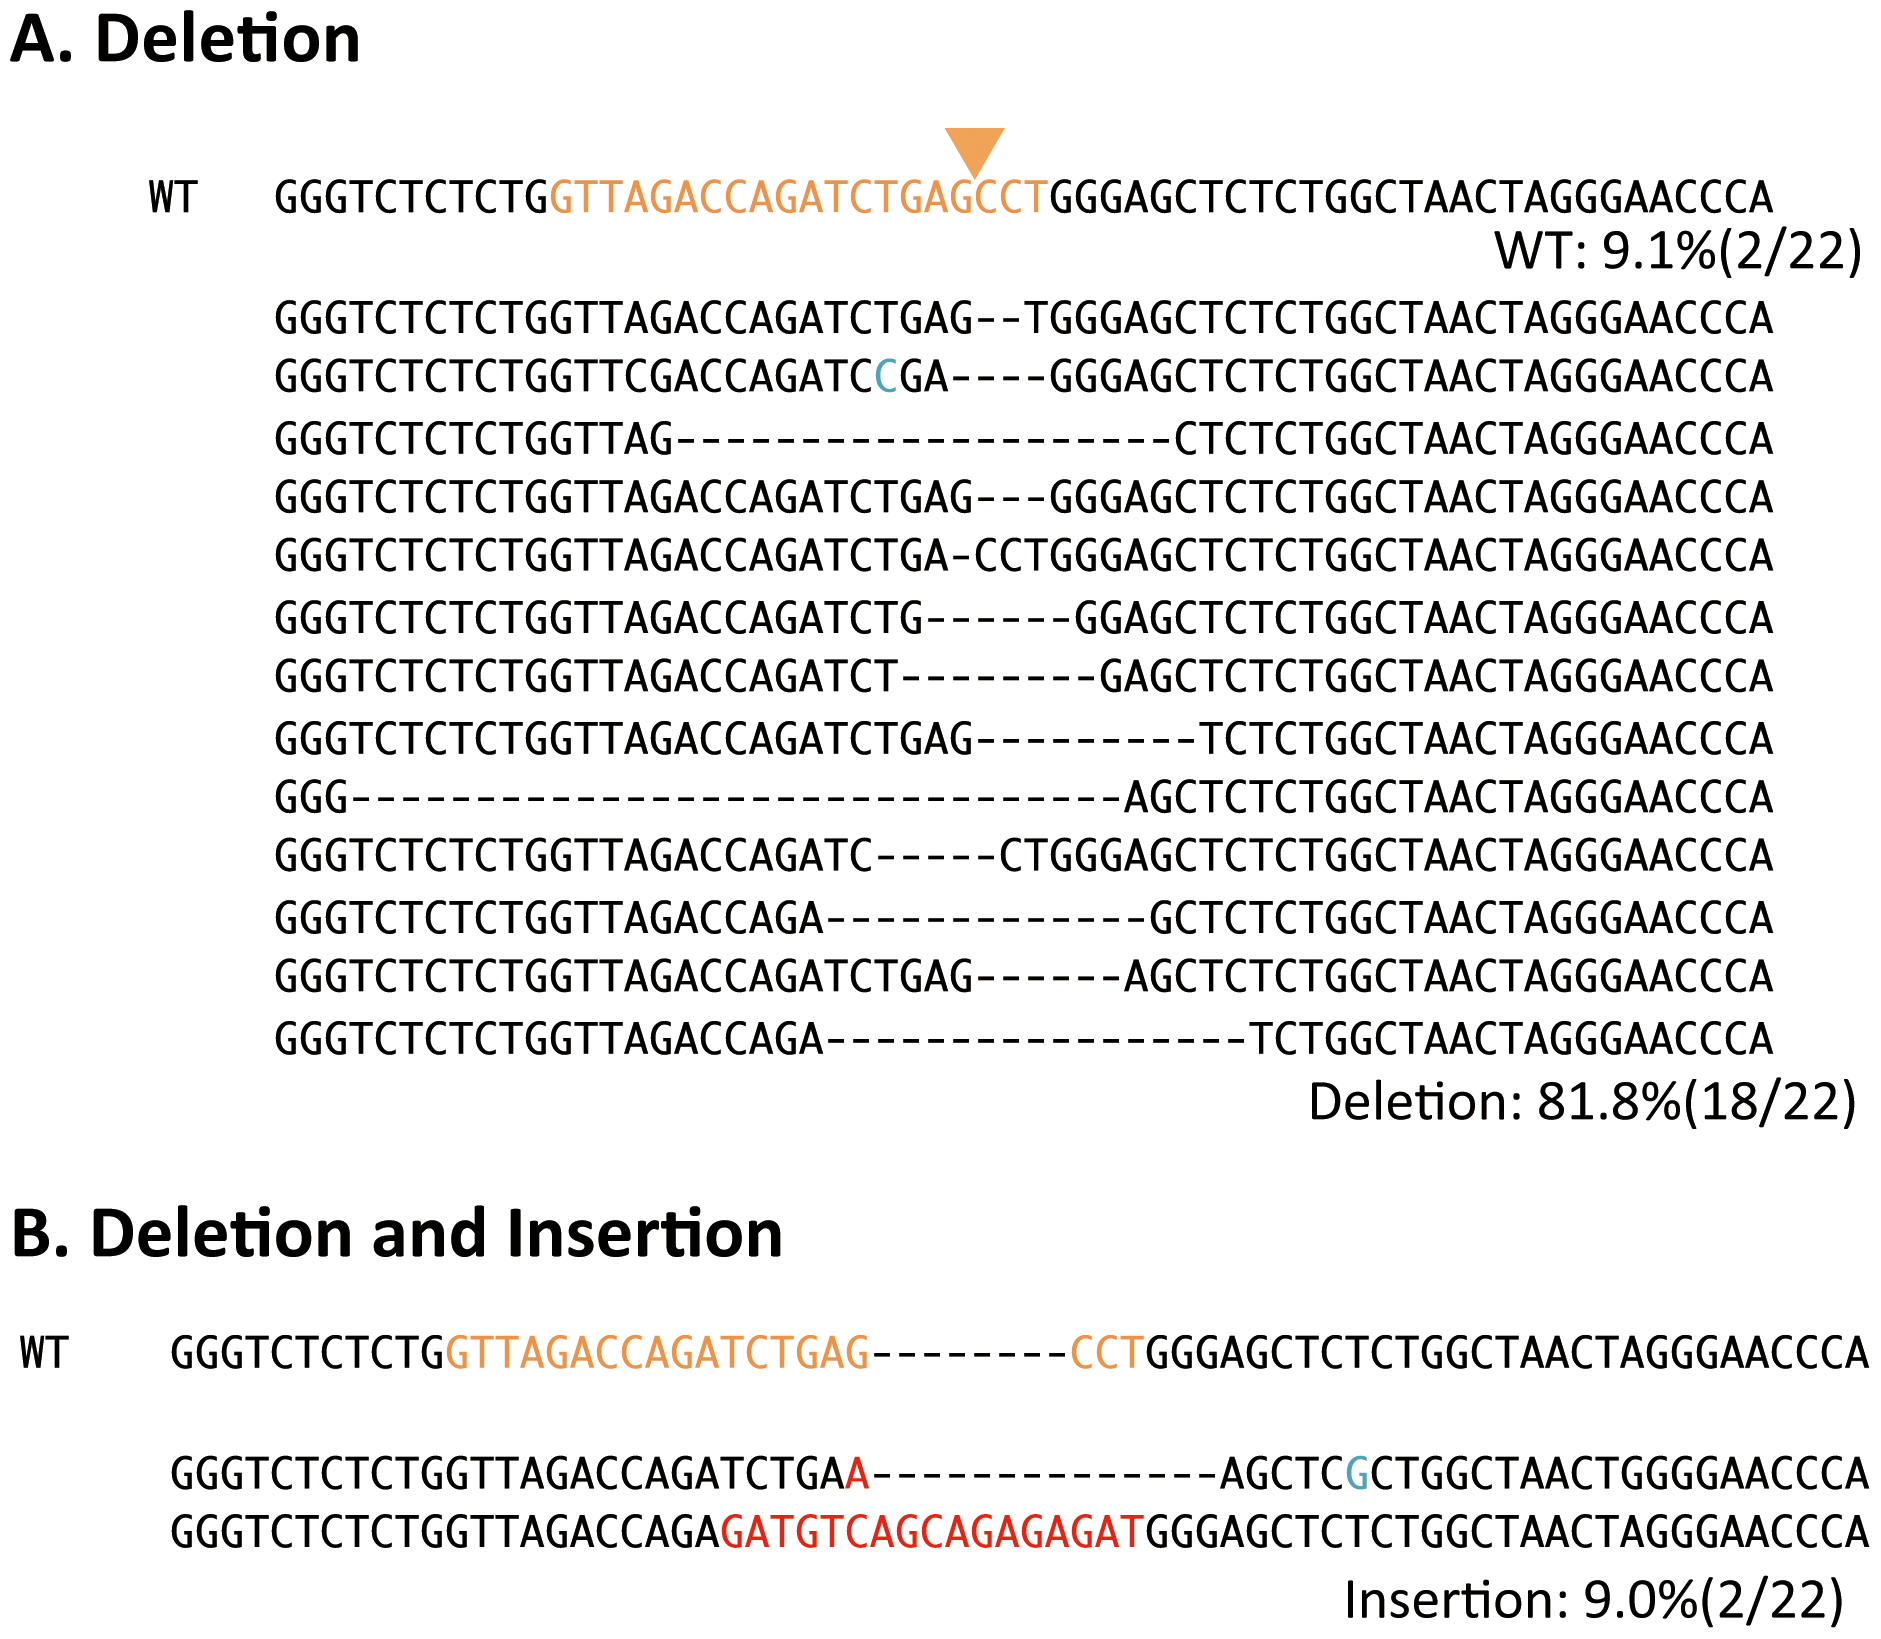 A. Deletion
WT GGGTCTCTCTGGTTAGACCAGATCTGAGCCTGGGAGCTCTCTGGCTAACTAGGGAACCCA
WT: 9.1%(2/22)
GGGTCTCTCTGGTTAGACCAGATCTGAG--TGGGAGCTCTCTGGCTAACTAGGGAACCCA
GGGTCTCTCTGGTTCGACCAGATCCGA----GGGAGCTCTCTGGCTAACTAGGGAACCCA
GGGTCTCTCTGGTTAG--------------------CTCTCTGGCTAACTAGGGAACCCA
GGGTCTCTCTGGTTAGACCAGATCTGAG---GGGAGCTCTCTGGCTAACTAGGGAACCCA
GGGTCTCTCTGGTTAGACCAGATCTGA-CCTGGGAGCTCTCTGGCTAACTAGGGAACCCA
GGGTCTCTCTGGTTAGACCAGATCTG------GGAGCTCTCTGGCTAACTAGGGAACCCA
GGGTCTCTCTGGTTAGACCAGATCT--------GAGCTCTCTGGCTAACTAGGGAACCCA
GGGTCTCTCTGGTTAGACCAGATCTGAG---------TCTCTGGCTAACTAGGGAACCCA
GGG-------------------------------AGCTCTCTGGCTAACTAGGGAACCCA
GGGTCTCTCTGGTTAGACCAGATC-----CTGGGAGCTCTCTGGCTAACTAGGGAACCCA
GGGTCTCTCTGGTTAGACCAGA-------------GCTCTCTGGCTAACTAGGGAACCCA
GGGTCTCTCTGGTTAGACCAGATCTGAG------AGCTCTCTGGCTAACTAGGGAACCCA
GGGTCTCTCTGGTTAGACCAGA-----------------TCTGGCTAACTAGGGAACCCA
Deletion: 81.8%(18/22)
B. Deletion and Insertion
WT GGGTCTCTCTGGTTAGACCAGATCTGAG--------CCTGGGAGCTCTCTGGCTAACTAGGGAACCCA
GGGTCTCTCTGGTTAGACCAGATCTGAA--------------AGCTCGCTGGCTAACTGGGGAACCCA
GGGTCTCTCTGGTTAGACCAGAGATGTCAGCAGAGAGATGGGAGCTCTCTGGCTAACTAGGGAACCCA
Insertion: 9.0%(2/22)